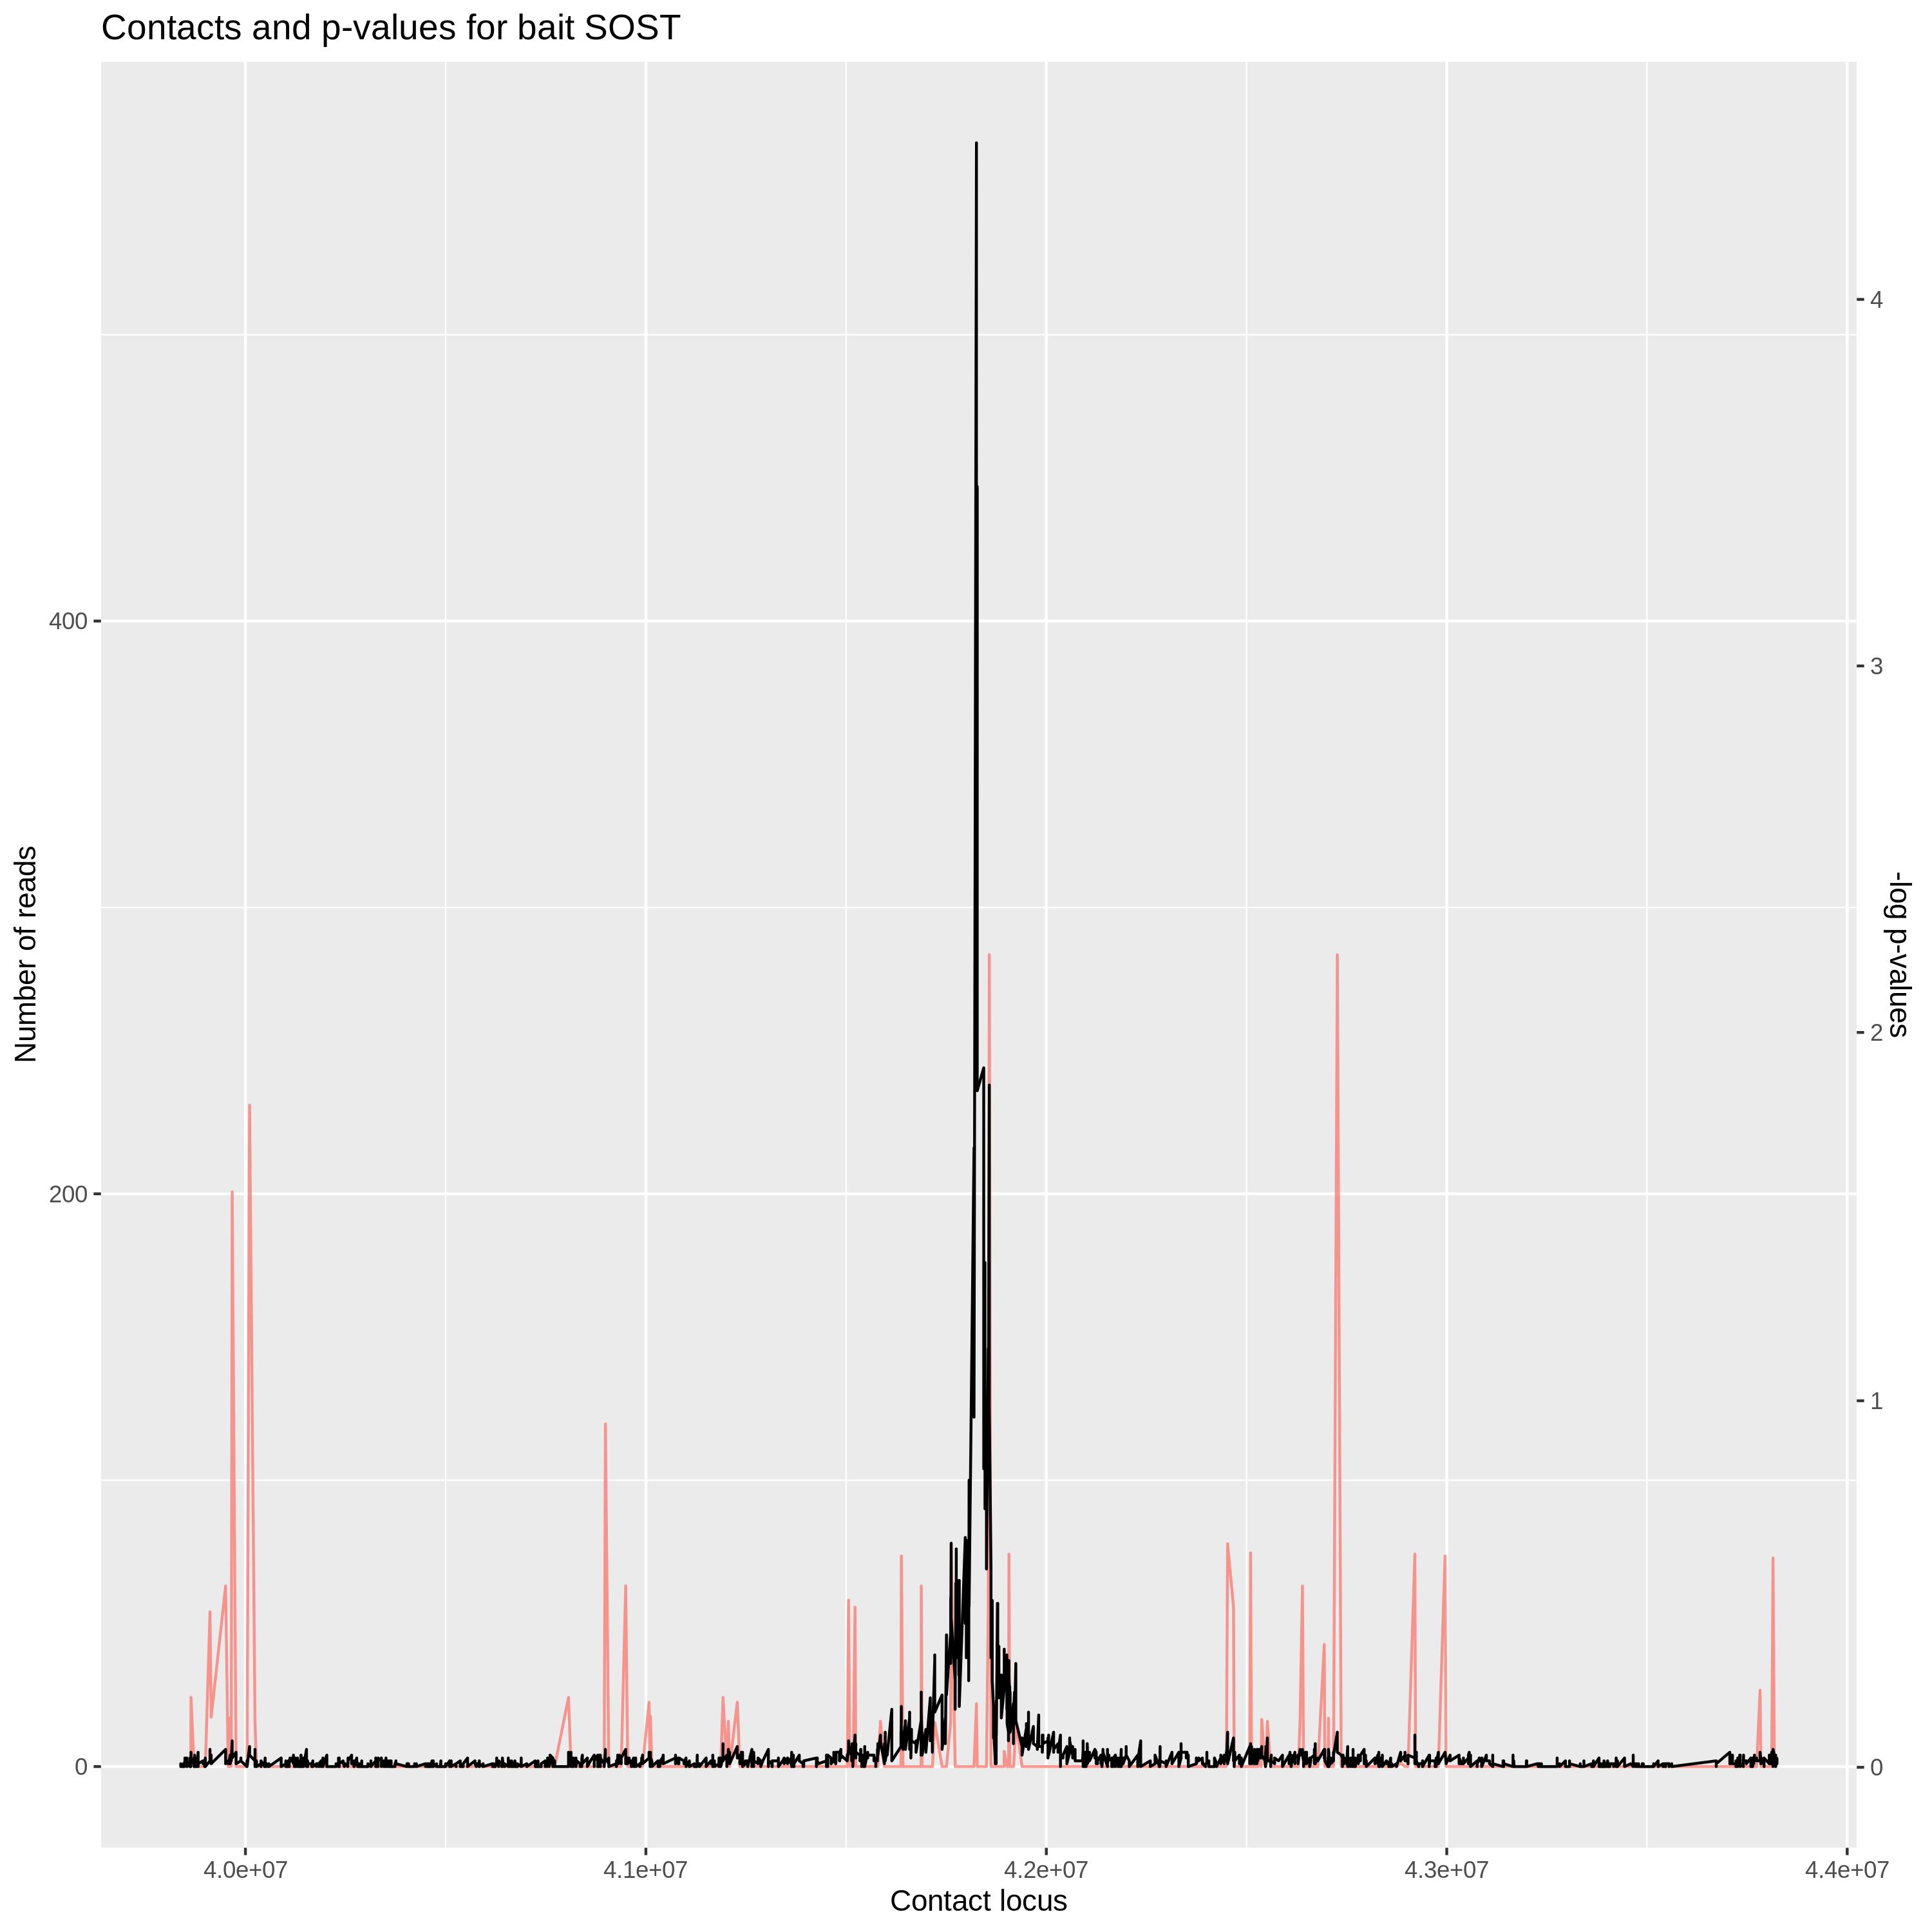 Contacts and p-values for bait SOST
Number of reads
400
200
0
4
3
2
1
0
-log p-values
4.0e+07
4.1e+07
4.2e+07
4.3e+07
4.4e+07
Contact locus